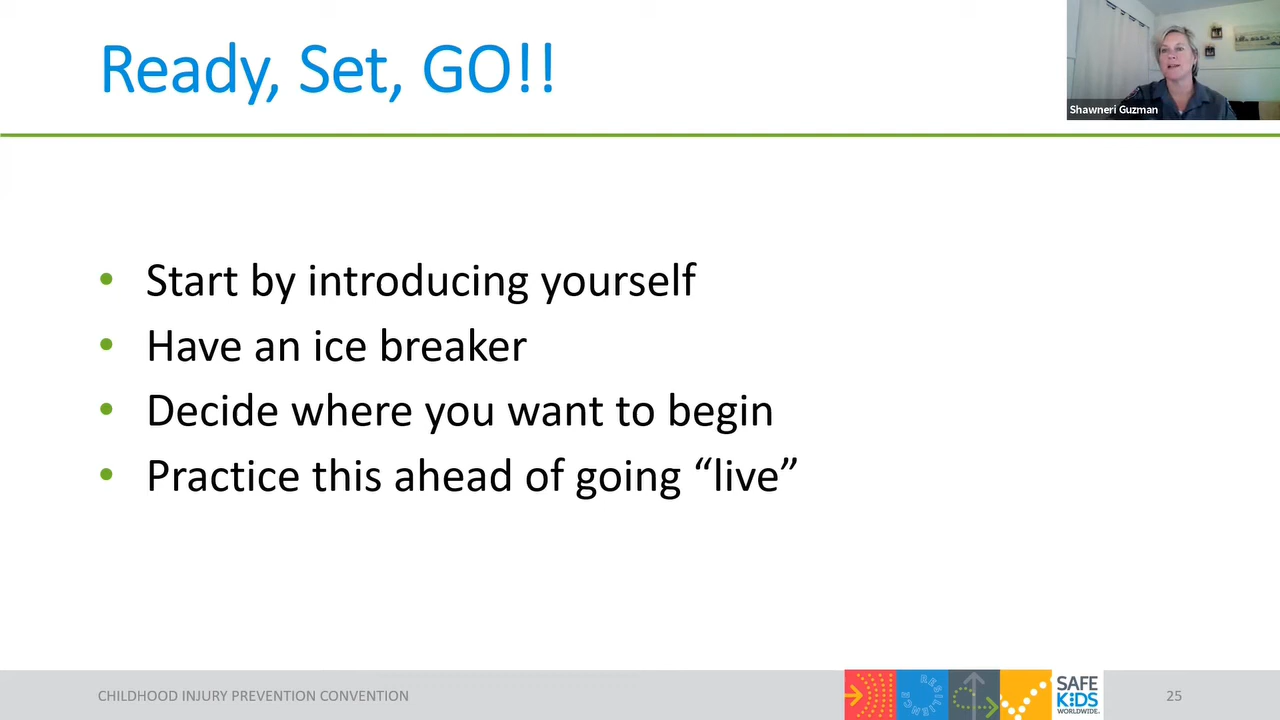 Ready, Set, GO!!
Shawneri Guzman
• Start by introducing yourself
• Have an ice breaker
• Decide where you want to begin
• Practice this ahead of going “live”
CHILDHOOD INJURY PREVENTION CONVENTION
RESILIENCE
SAFE
KiDS
WORLDWIDE.
25